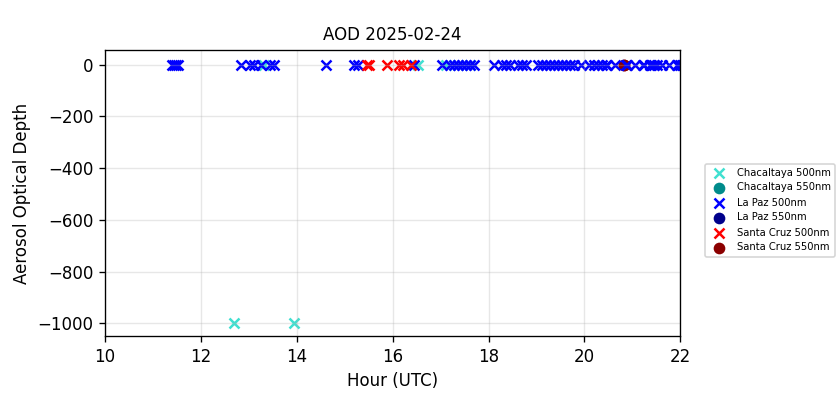 AOD 2025-02-24
Aerosol Optical Depth
0
−200
−400
−600
−800
−1000
10 12 14 16 18 20 22
Hour (UTC)
Chacaltaya 500nm
Chacaltaya 550nm
La Paz 500nm
La Paz 550nm
Santa Cruz 500nm
Santa Cruz 550nm